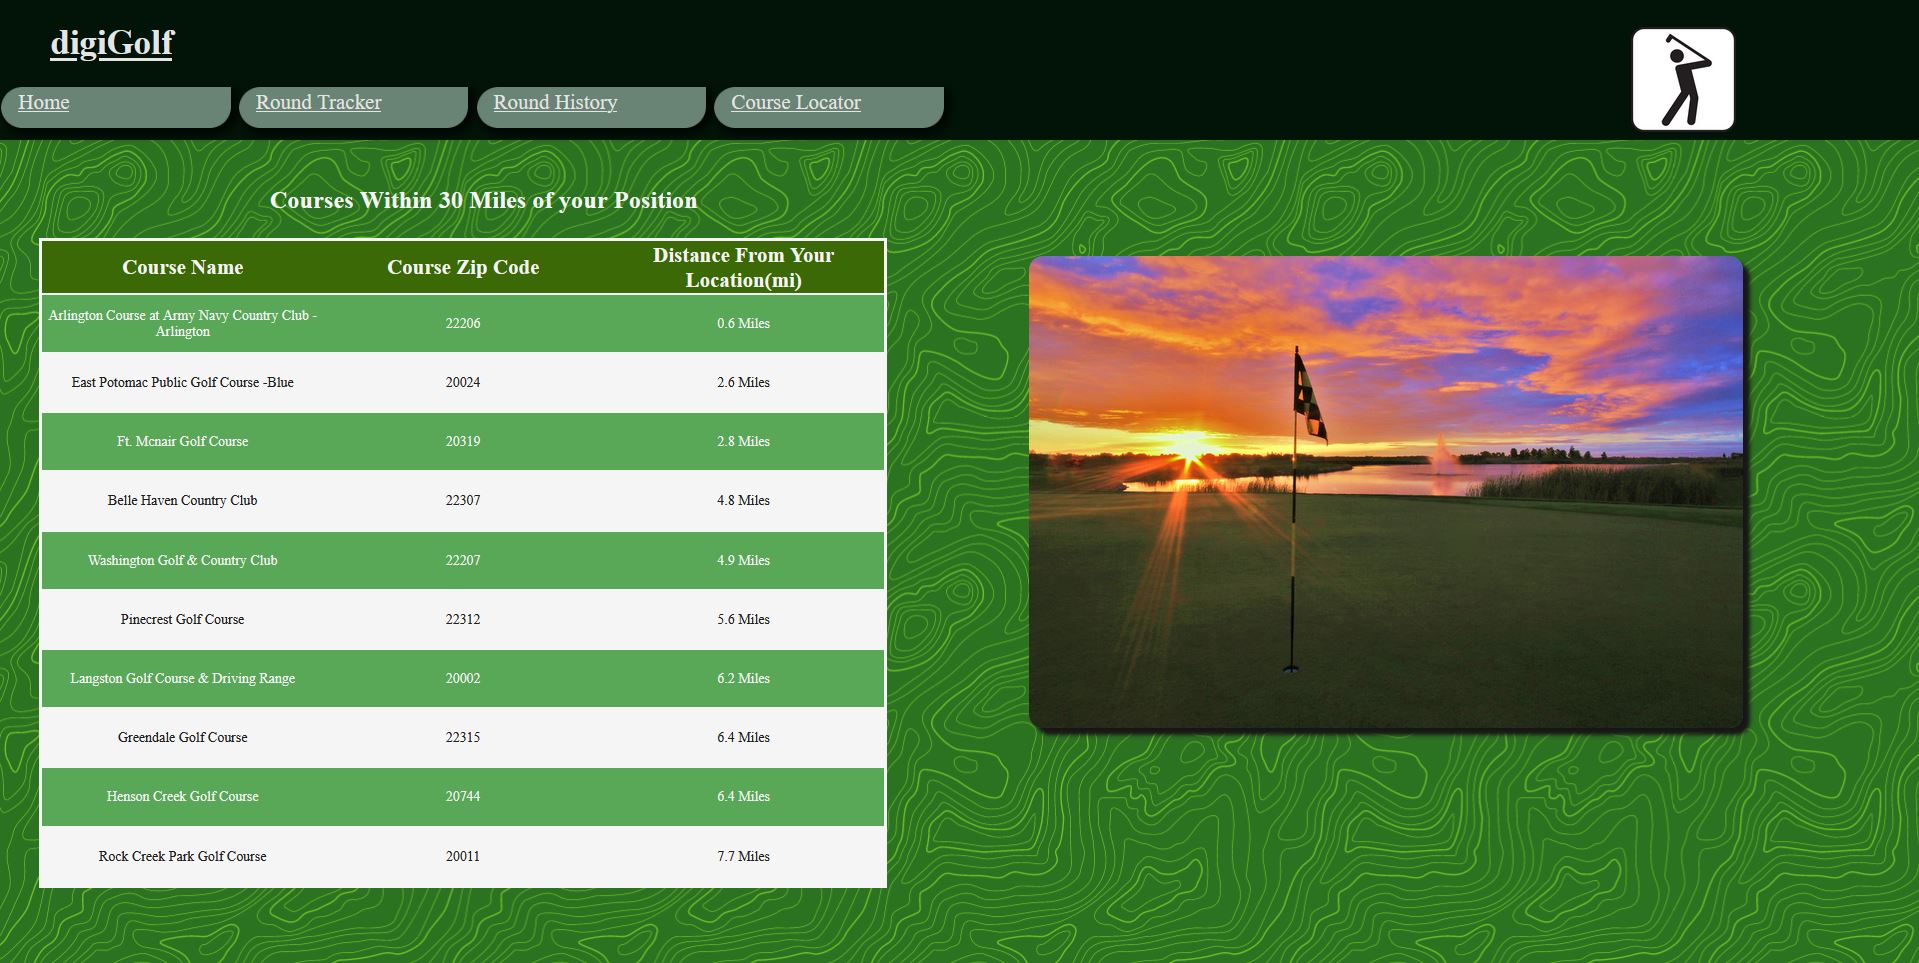 digiGolf
Home Round Tracker Round History Course Locator
Courses Within 30 Miles of your Position
Course Name Course Zip Code Distance From Your
Location(mi)
Arlington Course at Army Navy Country Club -
Arlington 22206 0.6 Miles
East Potomac Public Golf Course -Blue 20024 2.6 Miles
Ft. Mcnair Golf Course 20319 2.8 Miles
Belle Haven Country Club 22307 4.8 Miles
Washington Golf & Country Club 22207 4.9 Miles
Pinecrest Golf Course 22312 5.6 Miles
Langston Golf Course & Driving Range 20002 6.2 Miles
Greendale Golf Course 22315 6.4 Miles
Henson Creek Golf Course 20744 6.4 Miles
Rock Creek Park Golf Course 20011 7.7 Miles